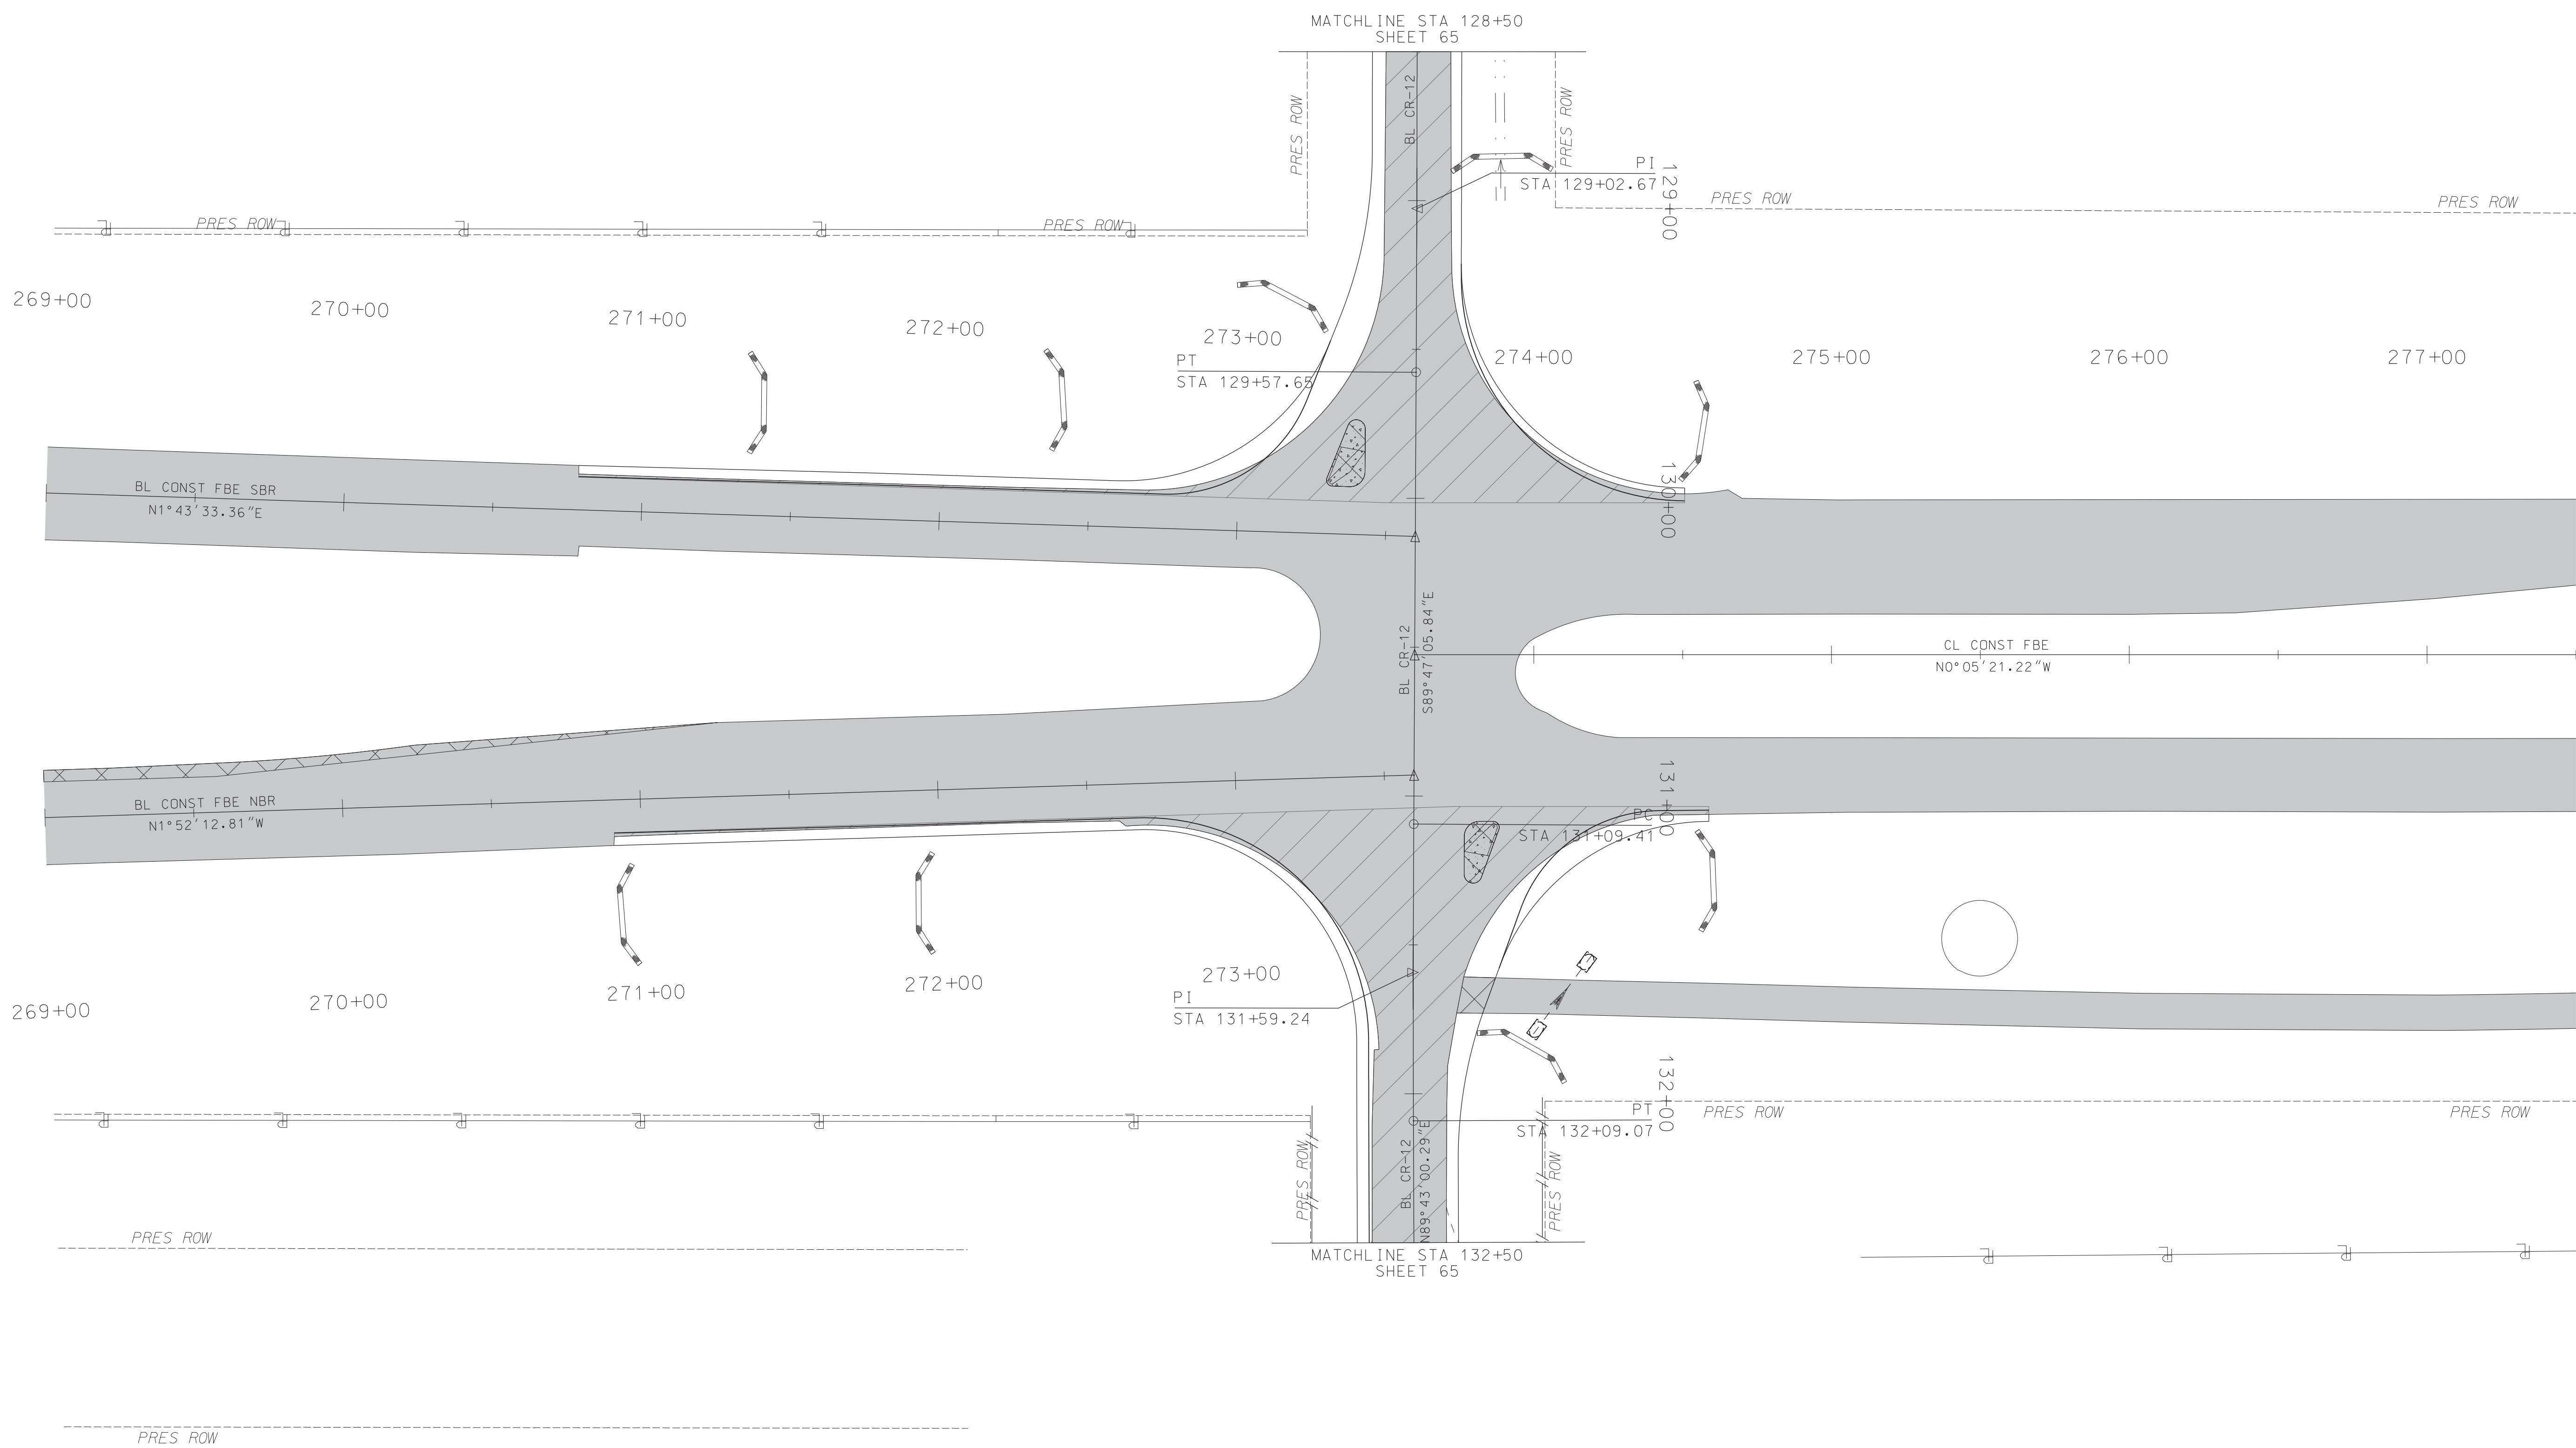 MATCHLINE STA 128+50
SHEET 65
BL CR-12
PRES ROW
PRES ROW
PI
STA 129+02.67
129+00
PRES ROW
PRES ROW
PRES ROW
PRES ROW
269+00
270+00
271+00
272+00
273+00
274+00
275+00
276+00
277+00
PT
STA 129+57.65
130+00
BL CONST FBE SBR
N1°43'33.36"E
BL CR-12
S89°47'05.84"E
CL CONST FBE
N0°05'21.22"W
BL CONST FBE NBR
N1°52'12.81"W
131+00
PC
STA 131+09.41
269+00
270+00
271+00
272+00
273+00
PI
STA 131+59.24
132+00
PT
STA 132+09.07
PRES ROW
PRES ROW
PRES ROW
BL CR-12
N89°43'00.29"E
PRES ROW
PRES ROW
MATCHLINE STA 132+50
SHEET 65
PRES ROW